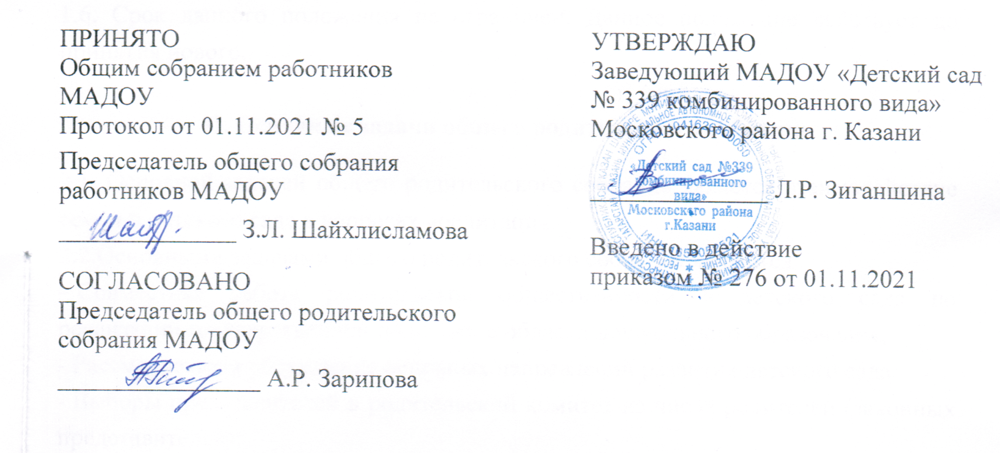 ПРИНЯТО
Общим собранием работников
МАДОУ
Протокол от 01.11.2021 № 5
Председатель общего собрания
работников МАДОУ
З.Л. Шайхлисламова
СОГЛАСОВАНО
Председатель общего родительского
собрания МАДОУ
А.Р. Зарипова
УТВЕРЖДАЮ
Заведующий МАДОУ «Детский сад
№ 339 комбинированного вида»
Московского района г. Казани
Л.Р. Зиганшина
Введено в действие
приказом № 276 от 01.11.2021
«Детский сад №339
комбинированного
вида»
Московского района
г.Казани